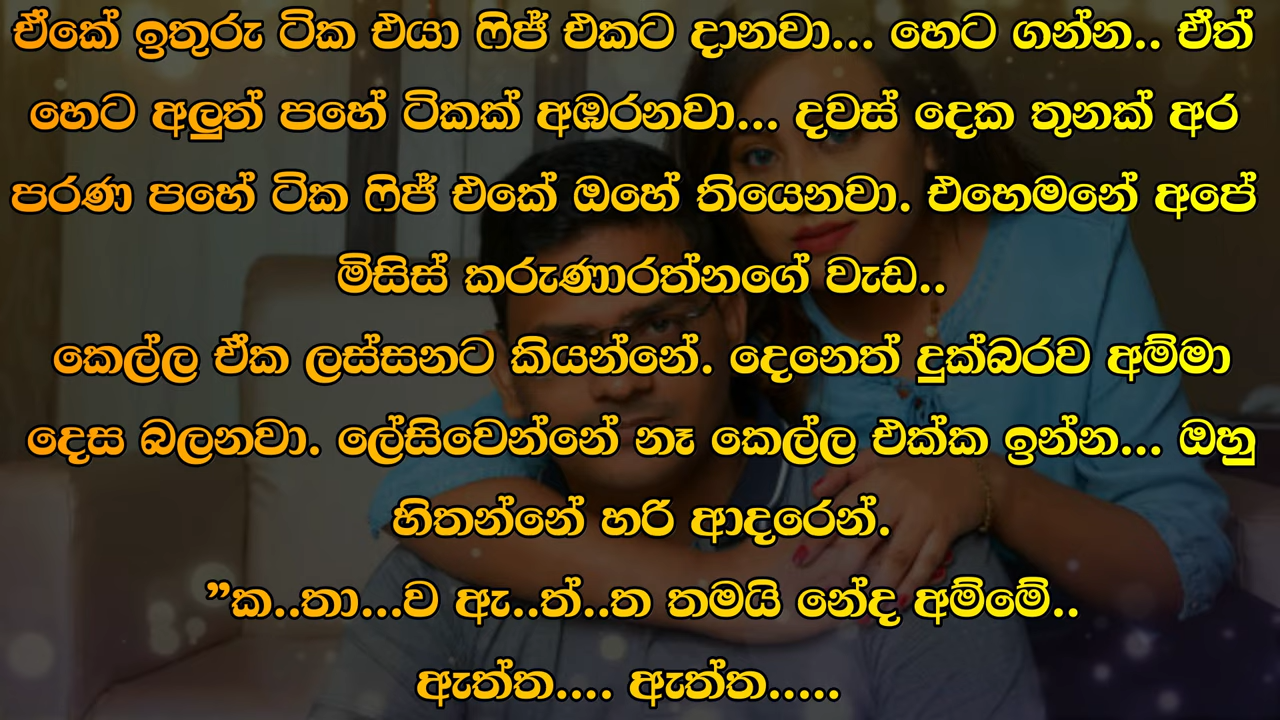 ඒකේ ඉතුරු ටික එයා ෆිජ් එකට දානවා... හෙට ගන්න.. ඒත්
හෙට අලුත් පහේ ටිකක් අඹරනවා... දවස් දෙක තුනක් අර
පරණ පහේ ටික ෆිජ් එකේ ඔහේ තියෙනවා. එහෙමනේ අපේ
මිසිස් කරුණාරත්නගේ වැඩ..
කෙල්ල ඒක ලස්සනට කියන්නේ. දෙනෙත් දුක්බරව අම්මා
දෙස බලනවා. ලේසිවෙන්නේ නෑ කෙල්ල එක්ක ඉන්න... ඔහු
හිතන්නේ හරි ආදරෙන්.
”ක..තා...ව ඇ..ත්..ත තමයි නේද අම්මේ..
ඇත්ත.... ඇත්ත.....